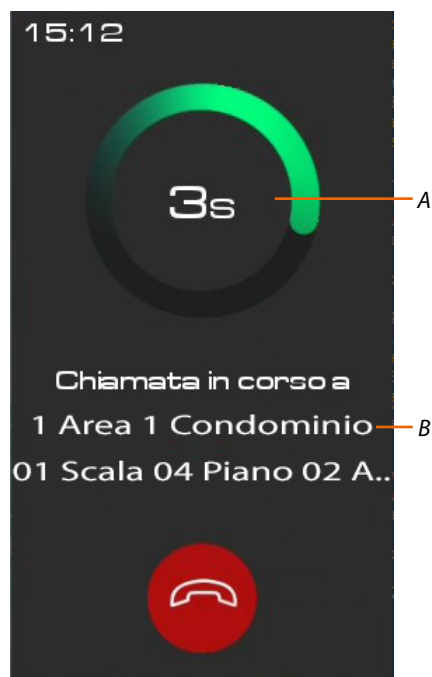 15:12
3s
A
Chiamata in corso a
1 Area 1 Condominio
B
01 Scala 04 Piano 02 A..